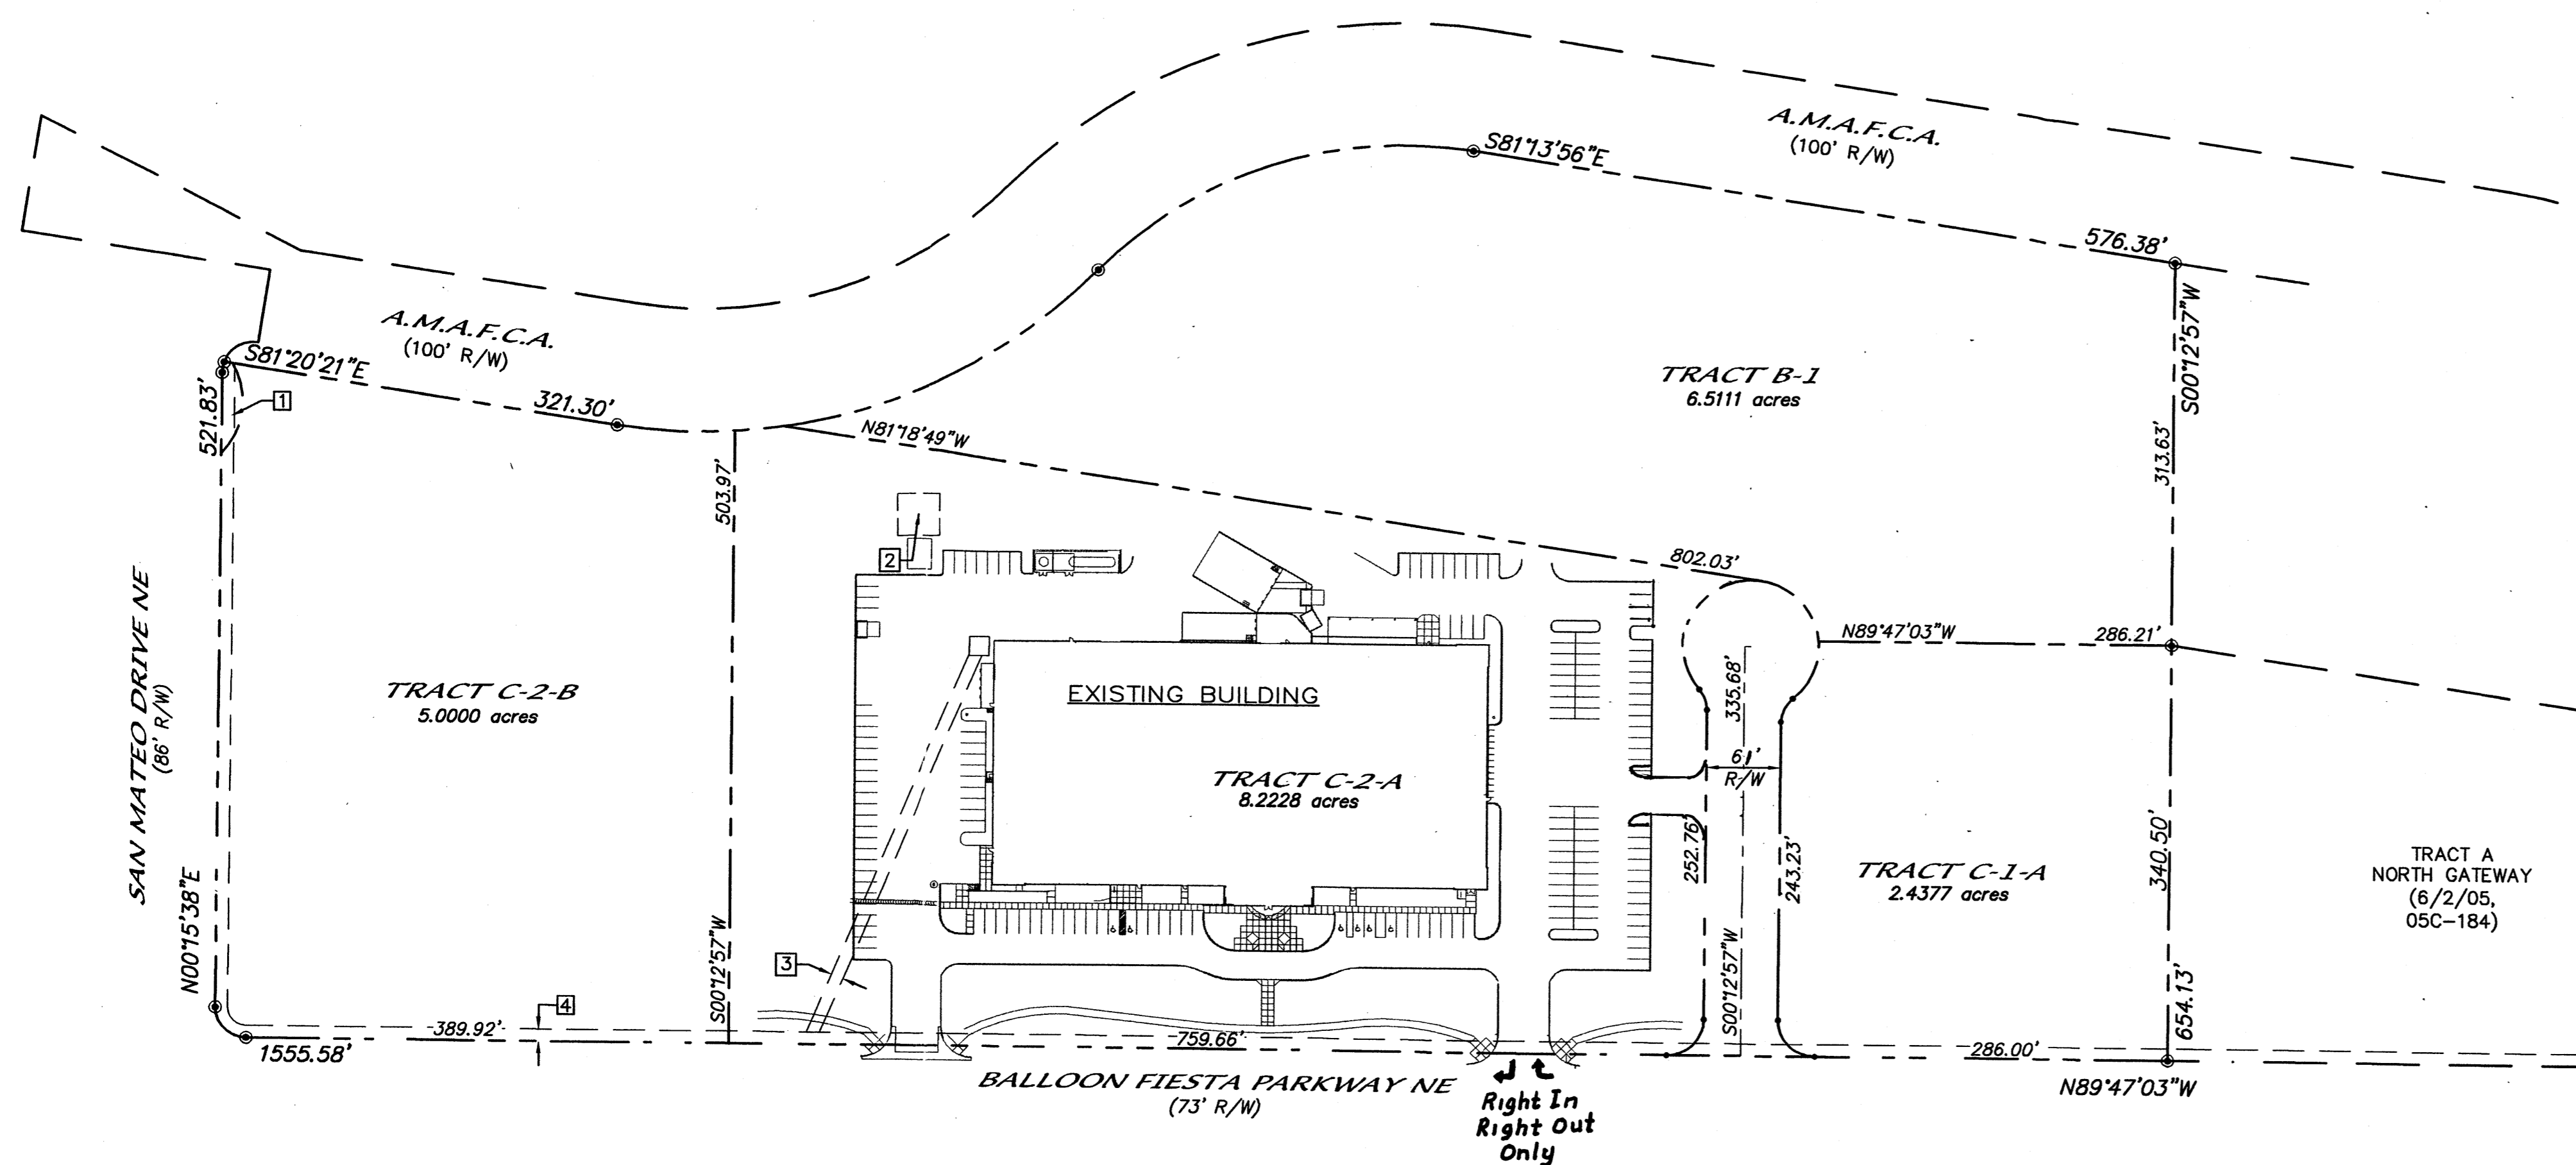 A.M.A.F.C.A.
(100' R/W)
S81°13'56"E
576.38'
A.M.A.F.C.A.
(100' R/W)
S81°20'21"E
321.30'
1
521.83'
N81°18'49"W
802.03'
TRACT B-1
6.5111 acres
S00°12'57"W
313.63'
503.97'
2
SAN MATEO DRIVE NE
(86' R/W)
TRACT C-2-B
5.0000 acres
EXISTING BUILDING
TRACT C-2-A
8.2228 acres
N89°47'03"W
286.21'
335.68'
61'
R/W
252.76'
243.23'
TRACT C-1-A
2.4377 acres
340.50'
TRACT A
NORTH GATEWAY
(6/2/05,
05C-184)
N00°15'38"E
S00°12'57"W
3
S00°12'57"W
654.13'
4
389.92'
1555.58'
759.66'
286.00'
N89°47'03"W
BALLOON FIESTA PARKWAY NE
(73' R/W)
Right In
Right Out
Only